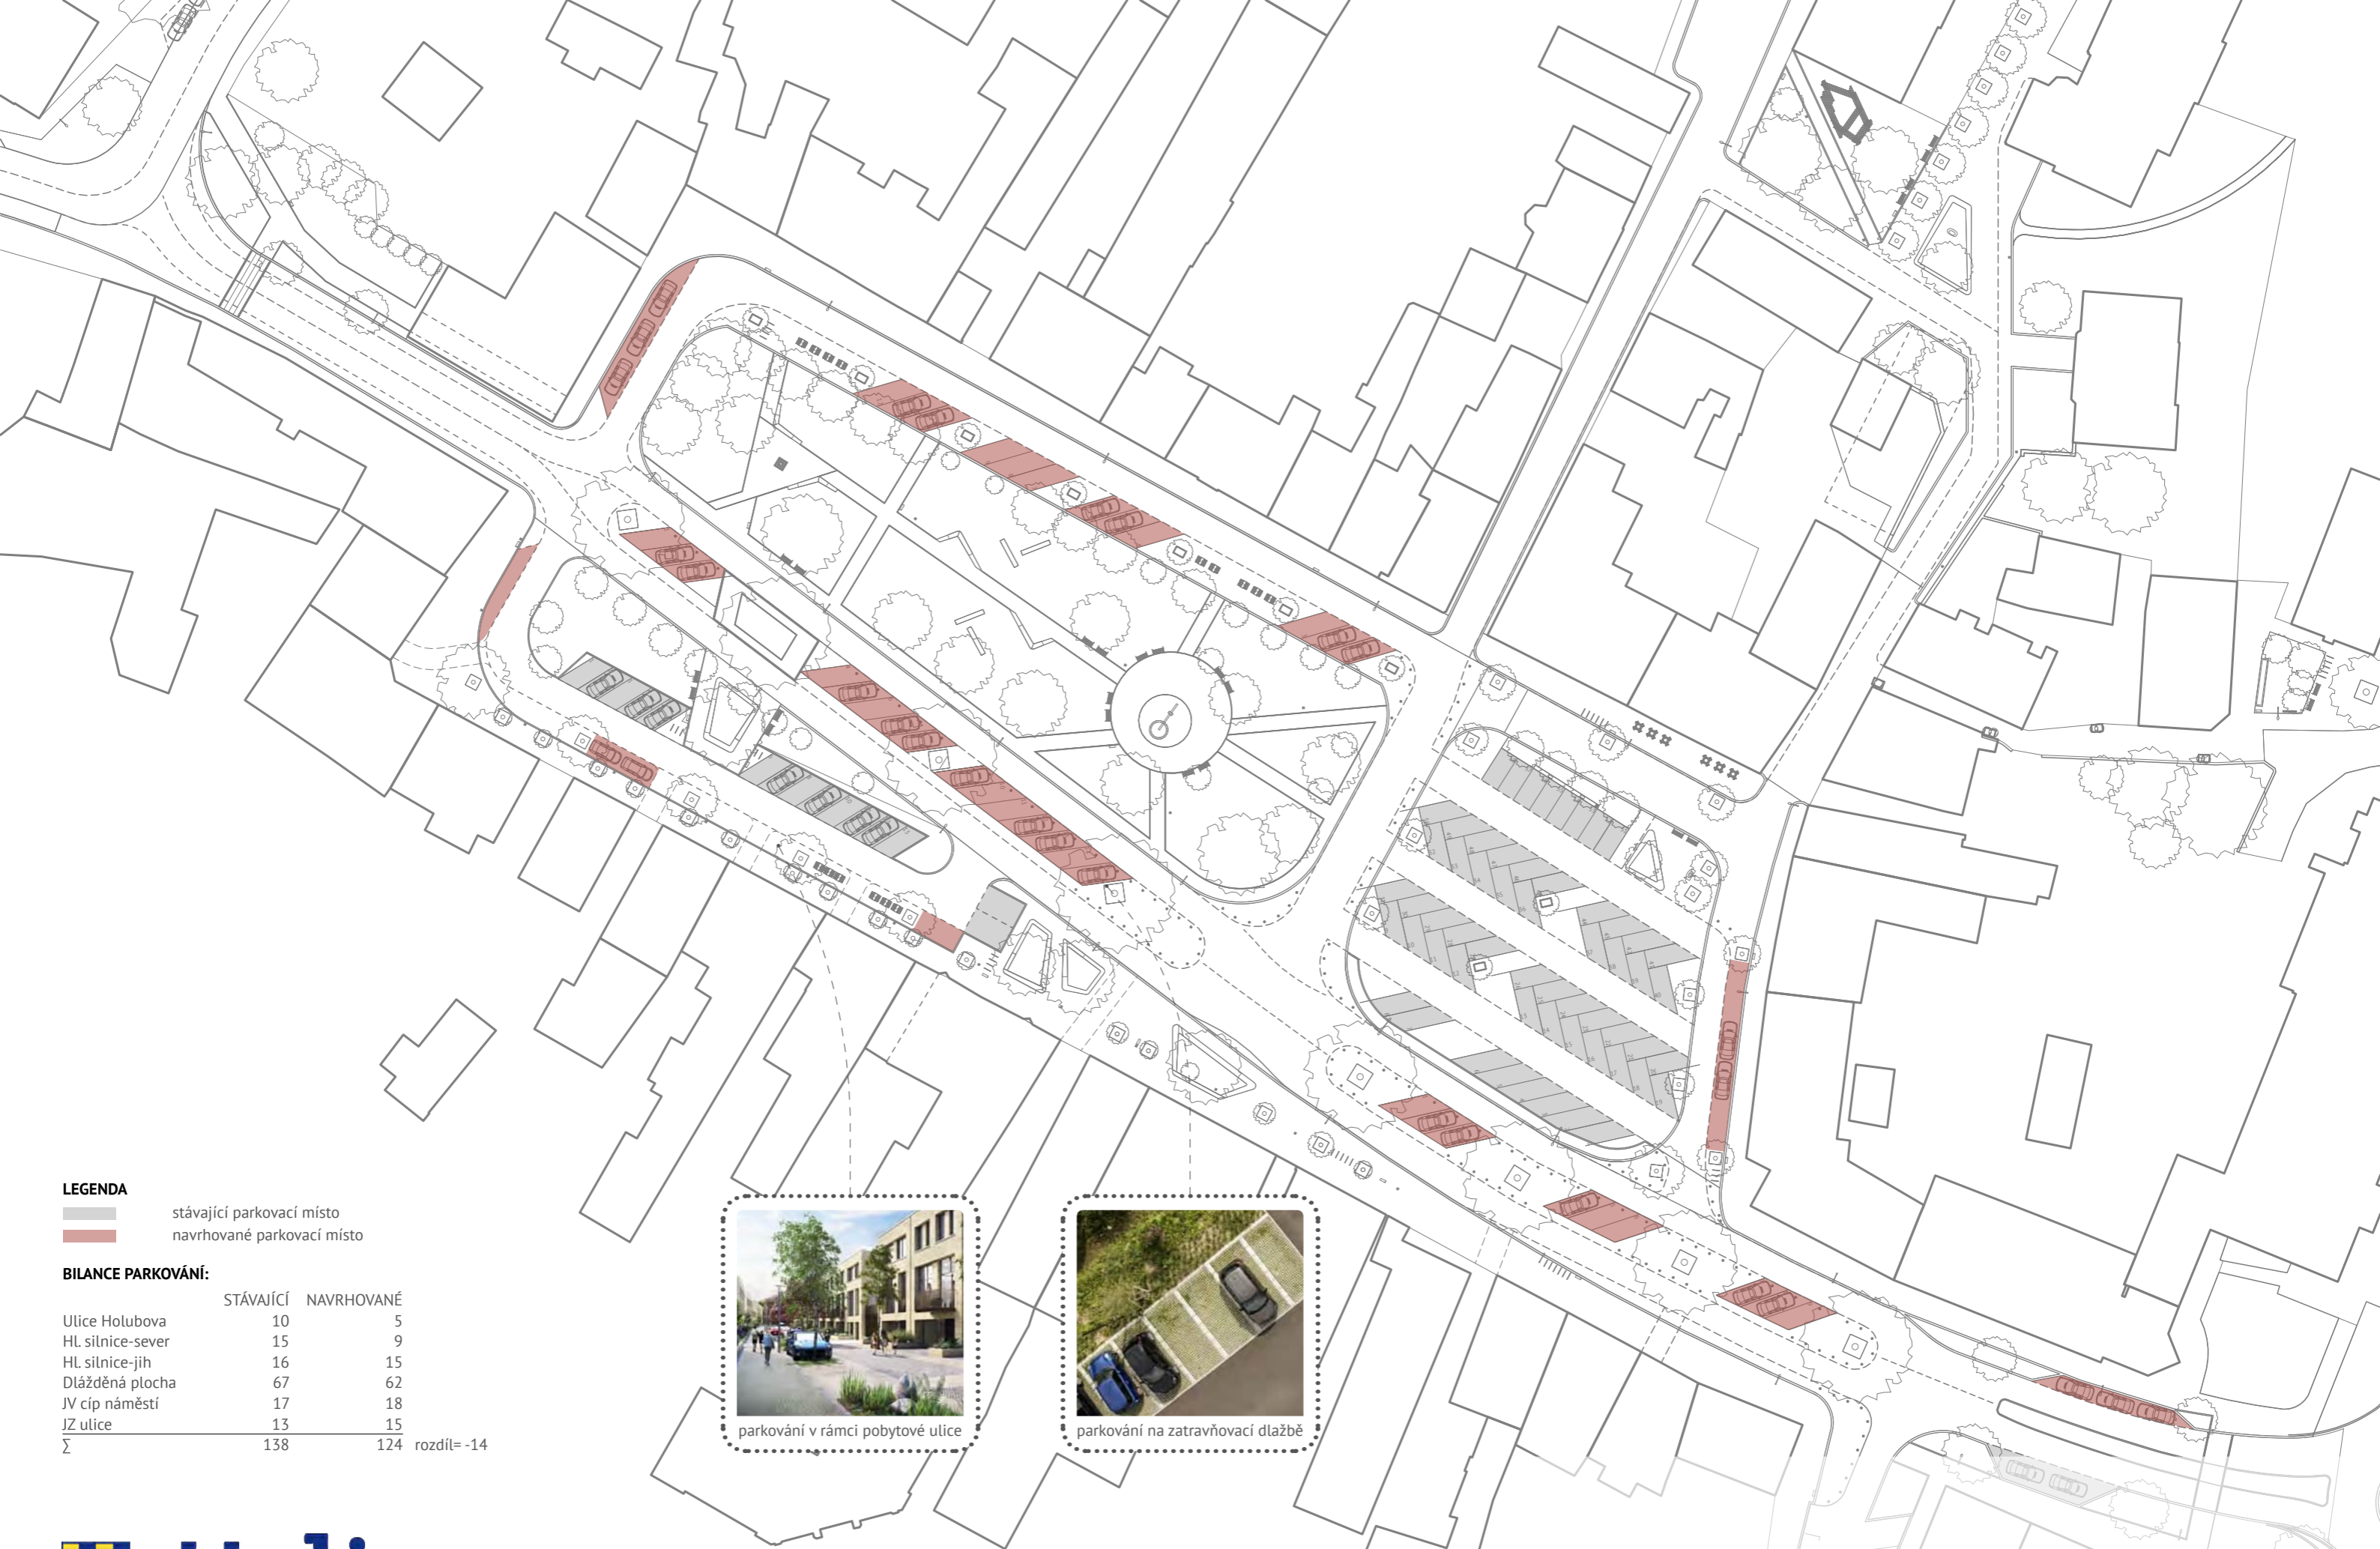 LEGENDA
stávající parkovací místo
navrhované parkovací místo
BILANCE PARKOVÁNÍ:
STÁVAJÍCÍ NAVRHOVANÉ
Ulice Holubova 10 5
Hl. silnice-sever 15 9
Hl. silnice-jih 16 15
Dlážděná plocha 67 62
JV cíp náměstí 17 18
JZ ulice 13 15
∑ 138 124 rozdíl= -14
parkování v rámci pobytové ulice
parkování na zatravňovací dlažbě